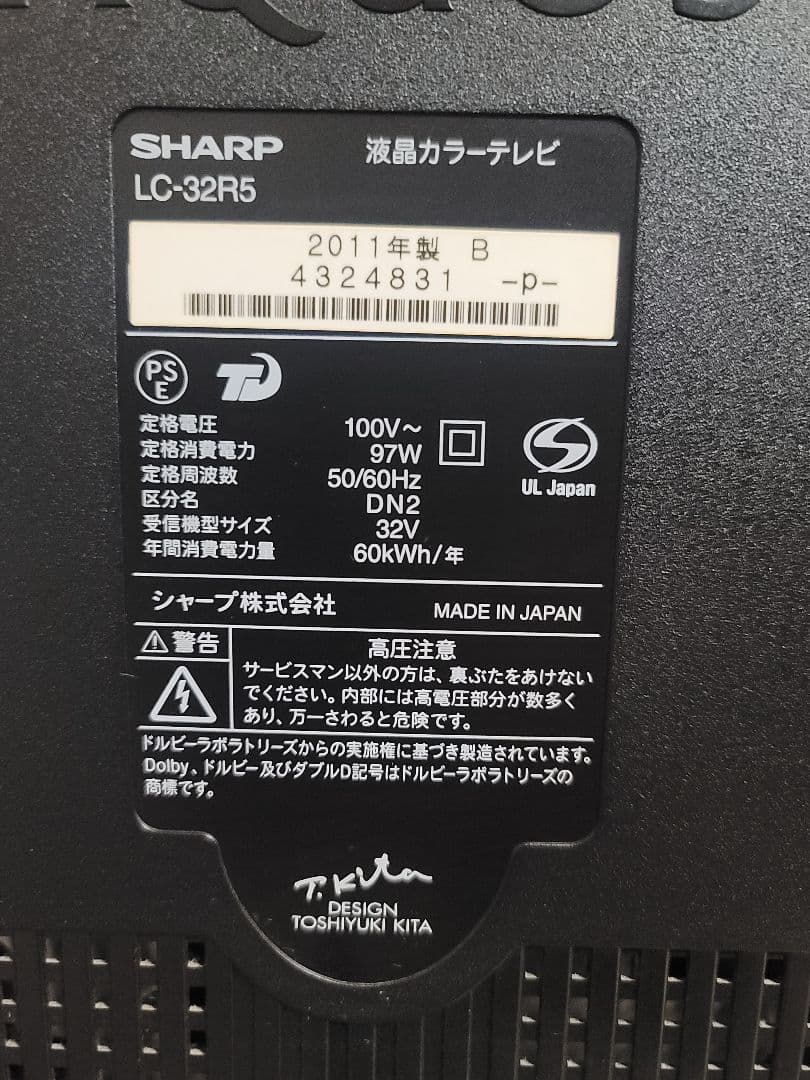 SHARP 液晶カラーテレビ
LC-32R5
2011年製 B
4324831 -p-
PS
E
定格電圧 100V～
定格消費電力 97W
定格周波数 50/60Hz
区分名 DN2
受信機型サイズ 32V
年間消費電力量 60kWh/年
UL Japan
シャープ株式会社 MADE IN JAPAN
警告
高圧注意
サービスマン以外の方は、裏ぶたをあけない
でください。内部には高電圧部分が数多く
あり、万一さわると危険です。
ドルビーラボラトリーズからの実施権に基づき製造されています。
Dolby、ドルビー及びダブルD記号はドルビーラボラトリーズの
商標です。
T.Kita
DESIGN
TOSHIYUKI KITA